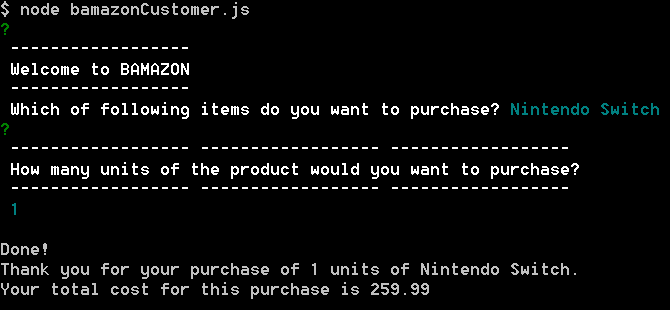 $ node bamazonCustomer.js
?
------------------
Welcome to BAMAZON
------------------
Which of following items do you want to purchase? Nintendo Switch
?
------------------ ------------------ ------------------
How many units of the product would you want to purchase?
------------------ ------------------ ------------------
1
Done!
Thank you for your purchase of 1 units of Nintendo Switch.
Your total cost for this purchase is 259.99